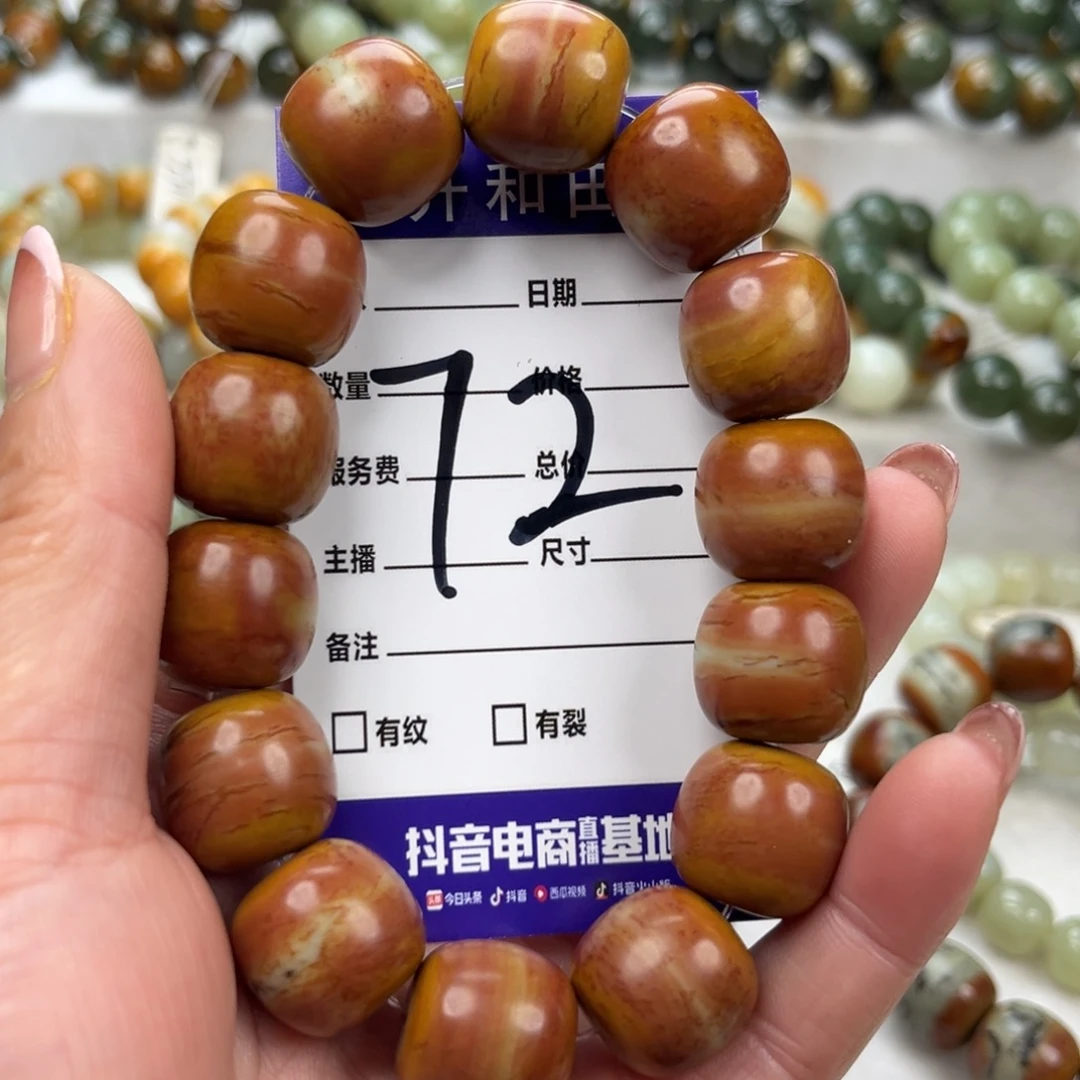 和田
日期
数量 价格
72
服务费 总价
主播 尺寸
备注
有纹 有裂
抖音电商直播基地
今日头条 抖音 西瓜视频 抖音火山版